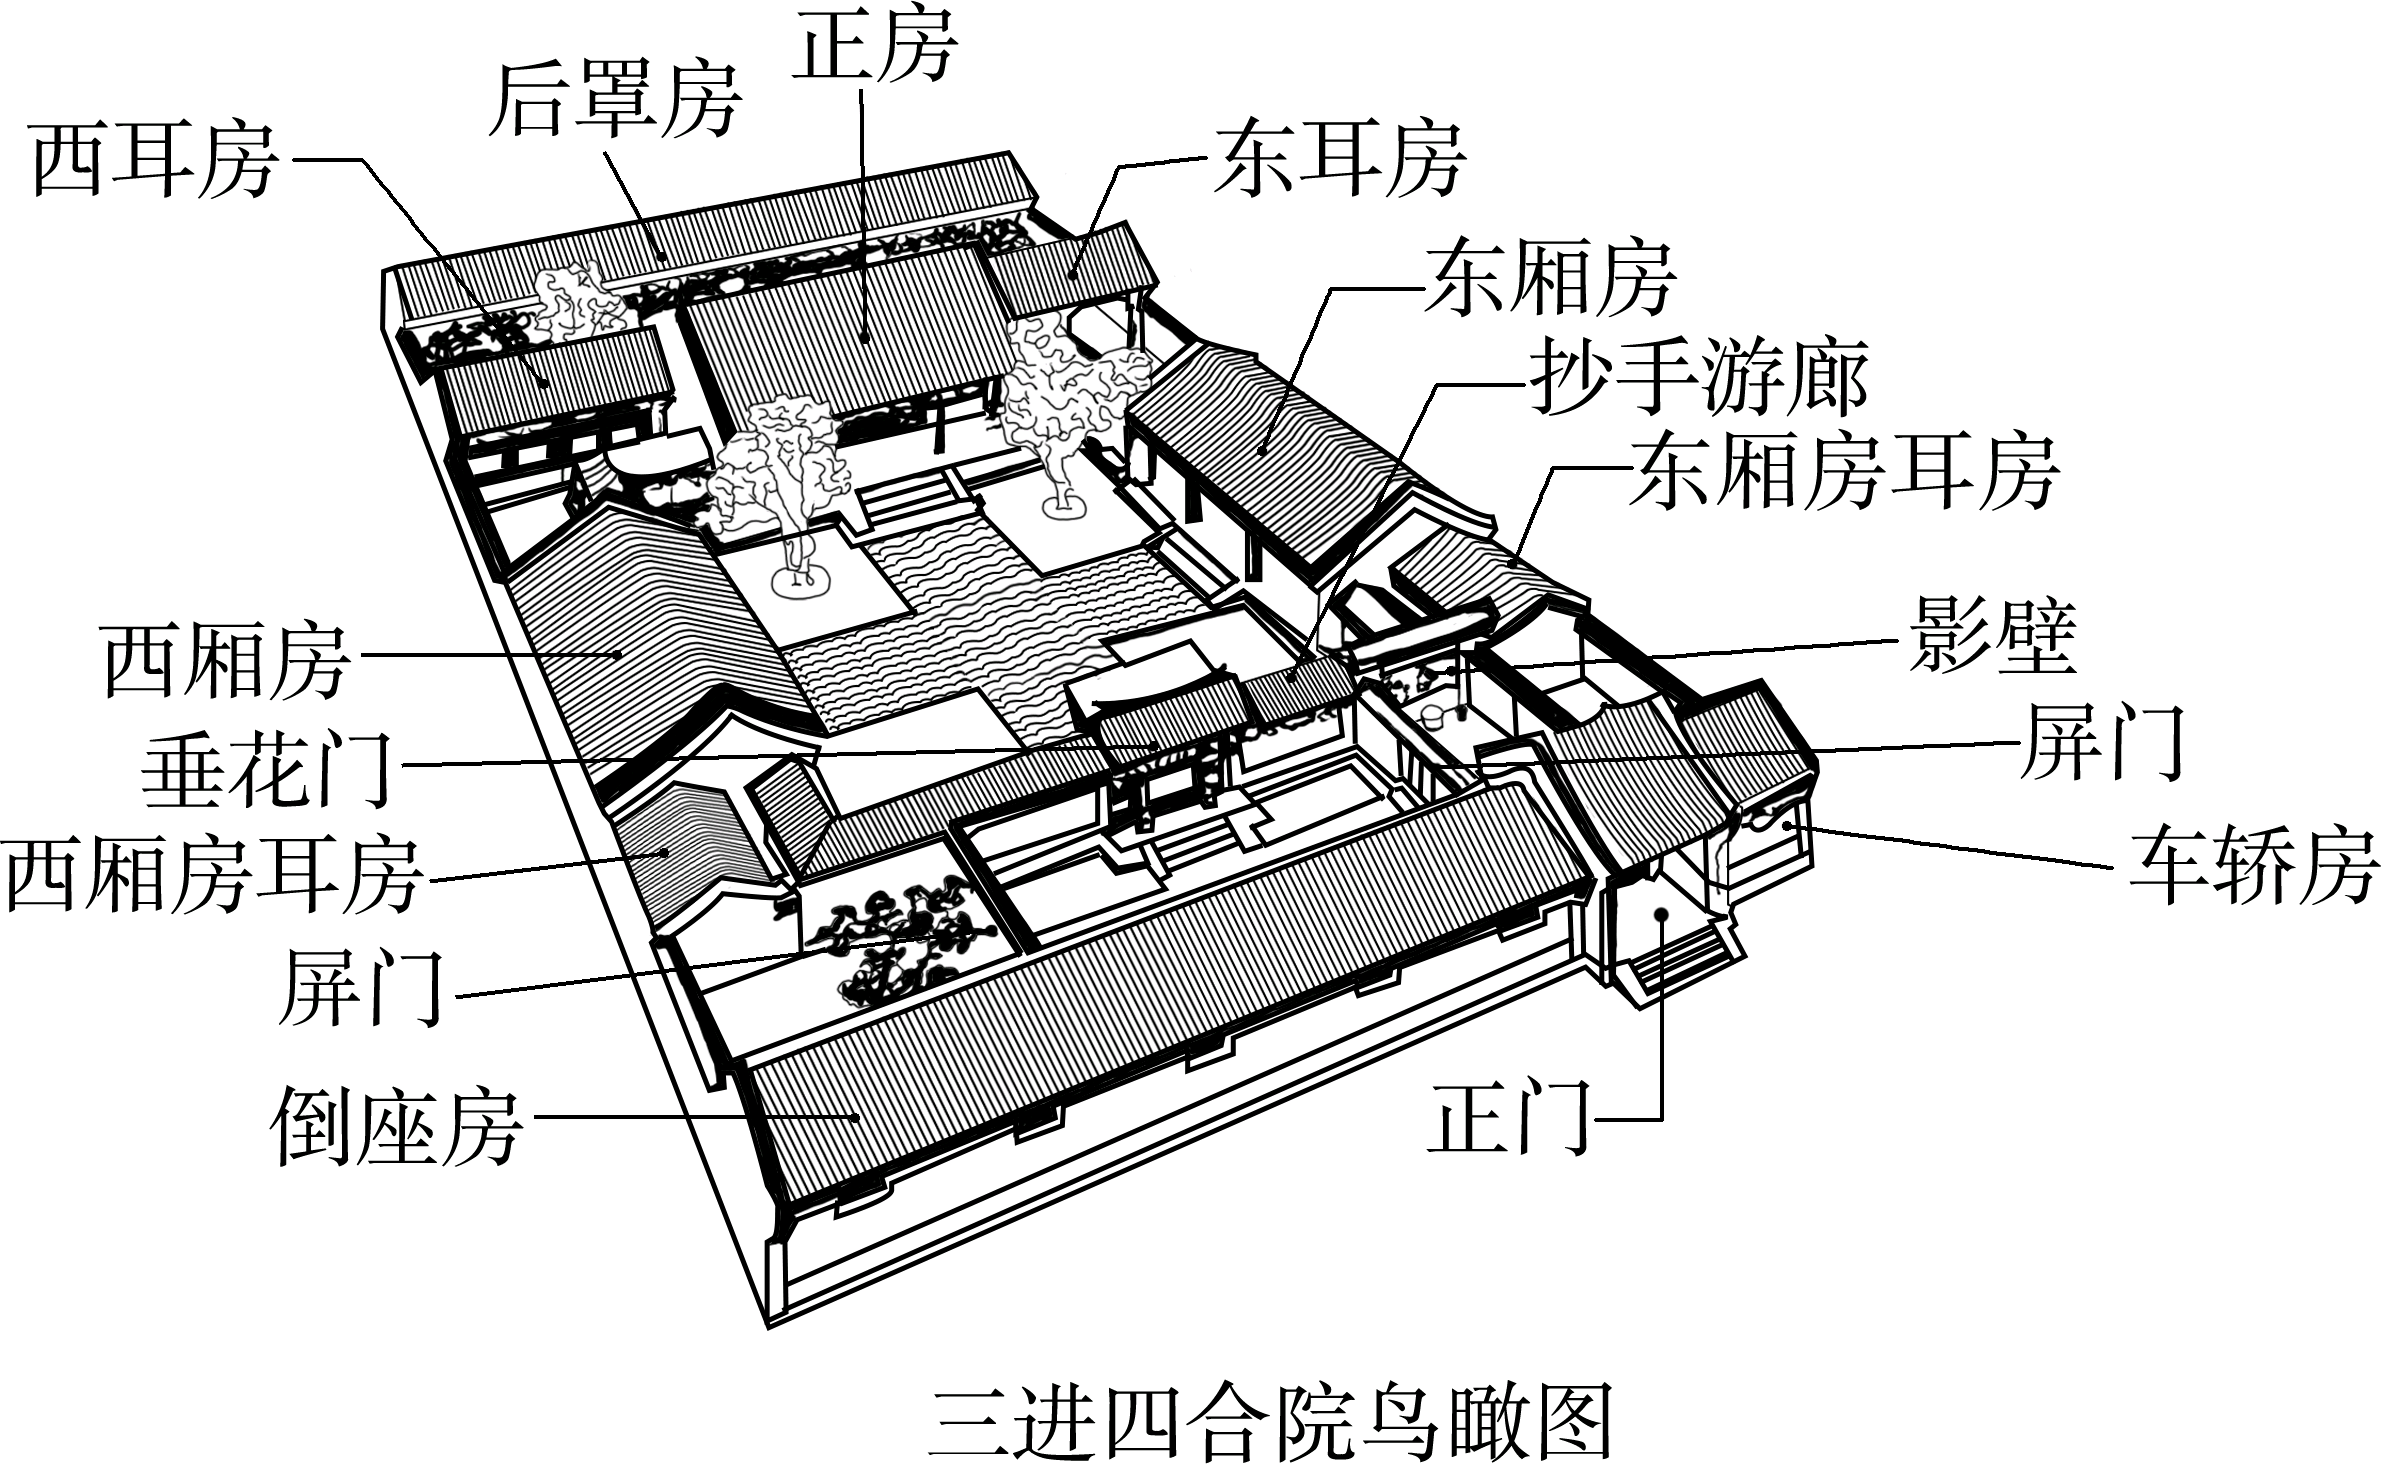 正房
后罩房
西耳房
东耳房
东厢房
抄手游廊
东厢房耳房
影壁
西厢房
屏门
垂花门
车轿房
西厢房耳房
屏门
倒座房
正门
三进四合院鸟瞰图